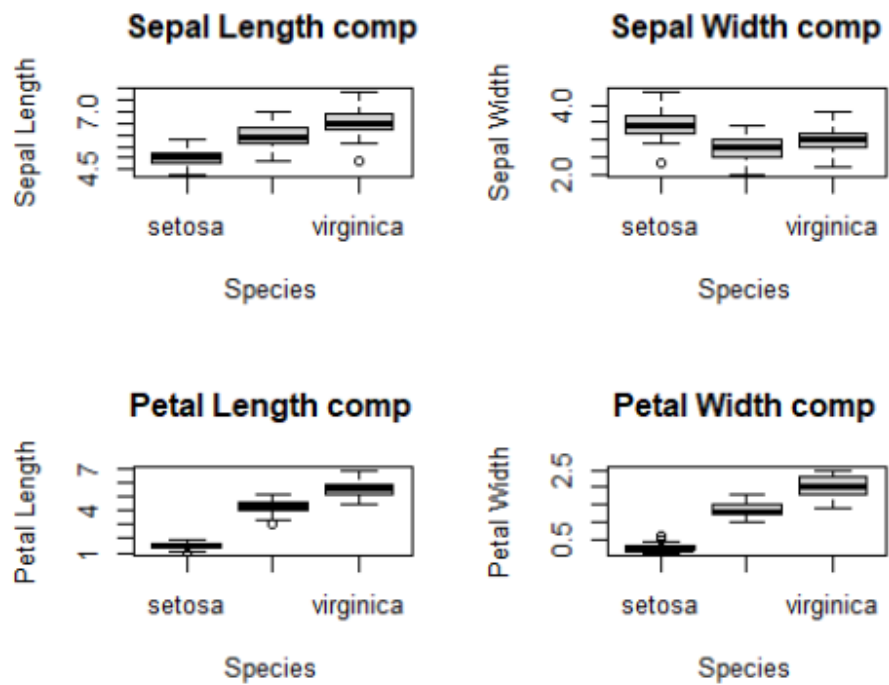 Sepal Length comp
Sepal Length
7.0
4.5
setosa virginica
Species
Sepal Width comp
Sepal Width
4.0
2.0
setosa virginica
Species
Petal Length comp
Petal Length
7
4
1
setosa virginica
Species
Petal Width comp
Petal Width
2.5
0.5
setosa virginica
Species